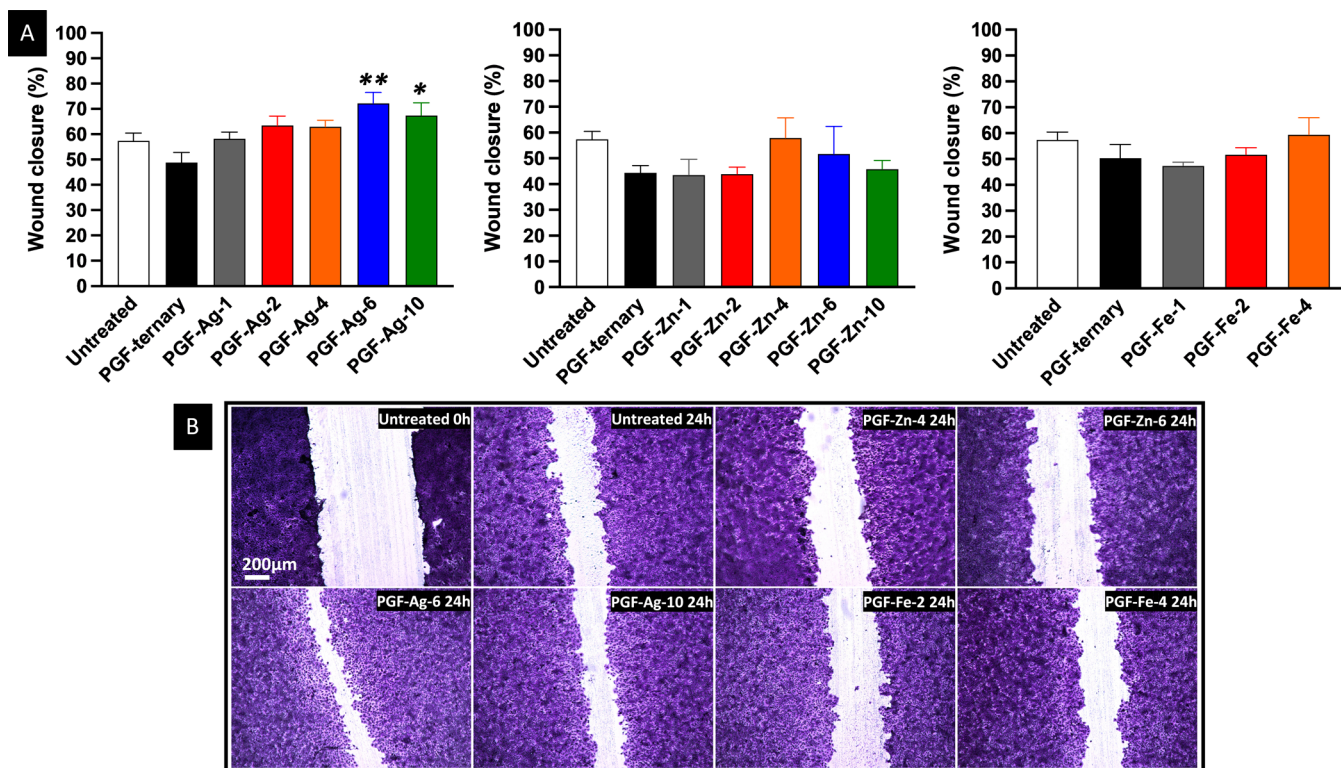 A
Wound closure (%)
100
90
80
70
60
50
40
30
20
10
0
**
*
Untreated
PGF-ternary
PGF-Ag-1
PGF-Ag-2
PGF-Ag-4
PGF-Ag-6
PGF-Ag-10
Wound closure (%)
100
90
80
70
60
50
40
30
20
10
0
Untreated
PGF-ternary
PGF-Zn-1
PGF-Zn-2
PGF-Zn-4
PGF-Zn-6
PGF-Zn-10
Wound closure (%)
100
90
80
70
60
50
40
30
20
10
0
Untreated
PGF-ternary
PGF-Fe-1
PGF-Fe-2
PGF-Fe-4
B
Untreated 0h
Untreated 24h
PGF-Zn-4 24h
PGF-Zn-6 24h
200µm
PGF-Ag-6 24h
PGF-Ag-10 24h
PGF-Fe-2 24h
PGF-Fe-4 24h